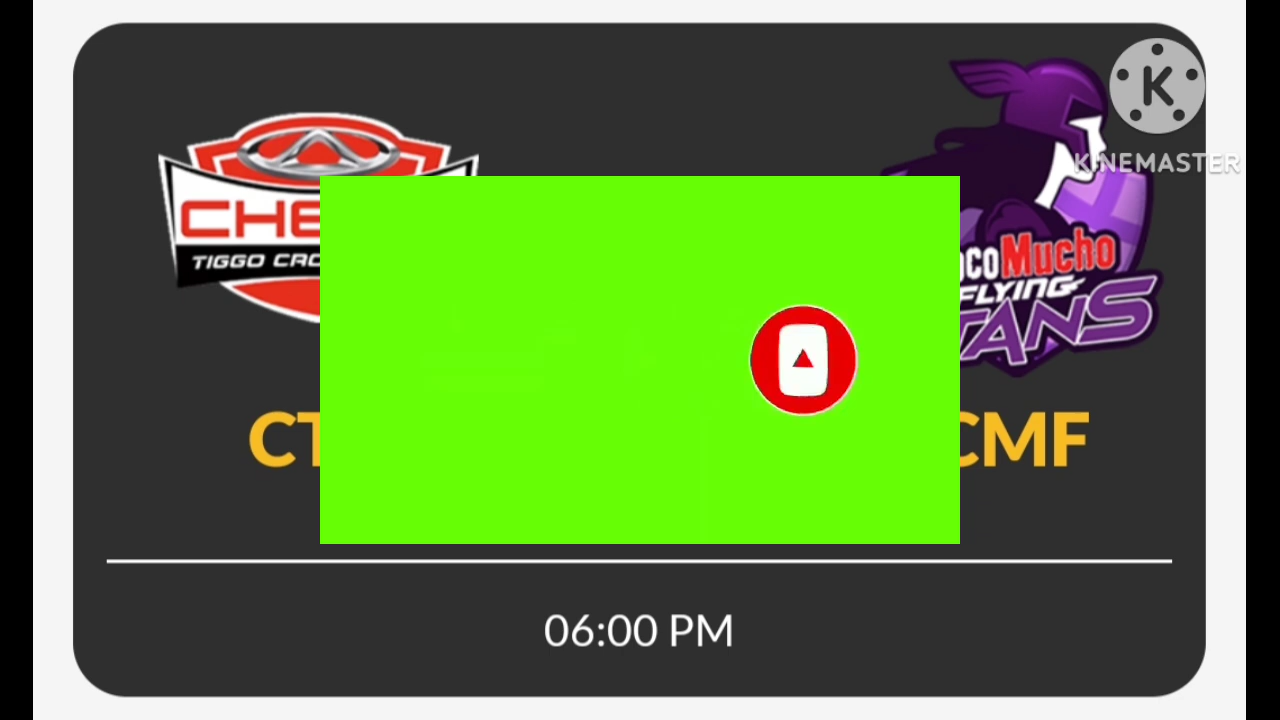 K
KINEMASTER
CHE
TIGGO CRO
coMucho
FLYING
TANS
CT
CMF
06:00 PM